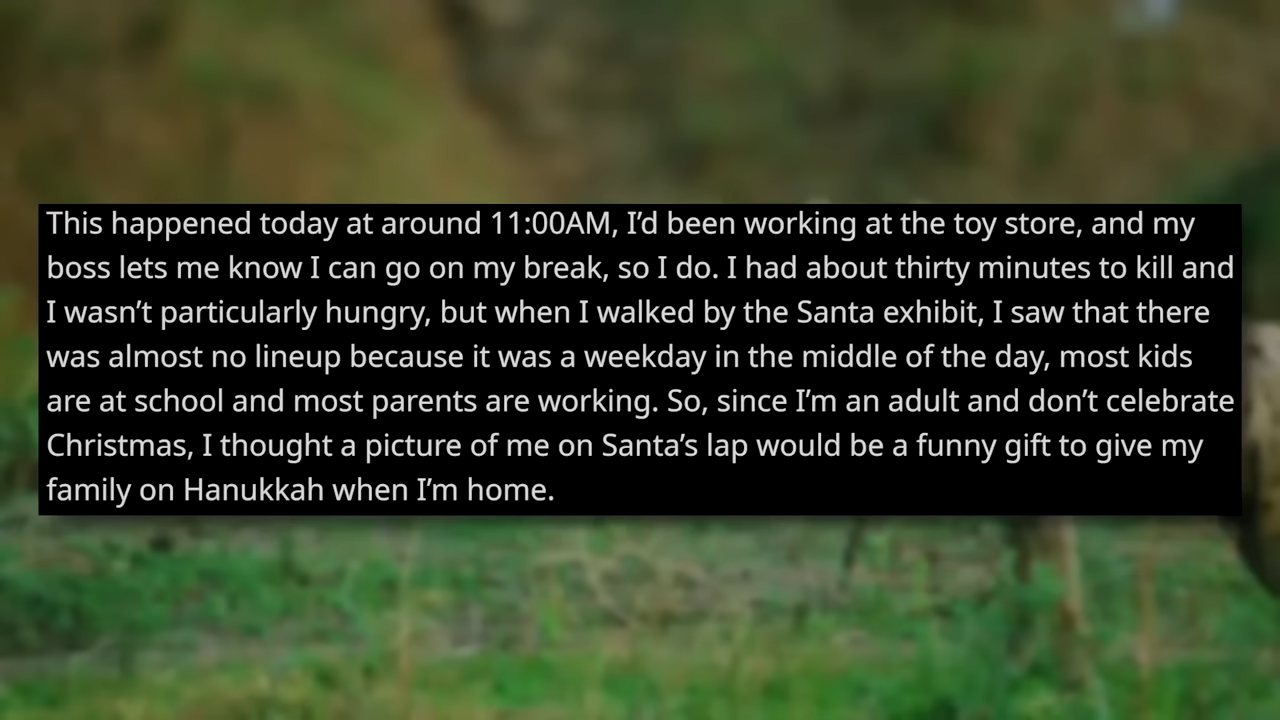 This happened today at around 11:00AM, I’d been working at the toy store, and my
boss lets me know I can go on my break, so I do. I had about thirty minutes to kill and
I wasn’t particularly hungry, but when I walked by the Santa exhibit, I saw that there
was almost no lineup because it was a weekday in the middle of the day, most kids
are at school and most parents are working. So, since I’m an adult and don’t celebrate
Christmas, I thought a picture of me on Santa’s lap would be a funny gift to give my
family on Hanukkah when I’m home.